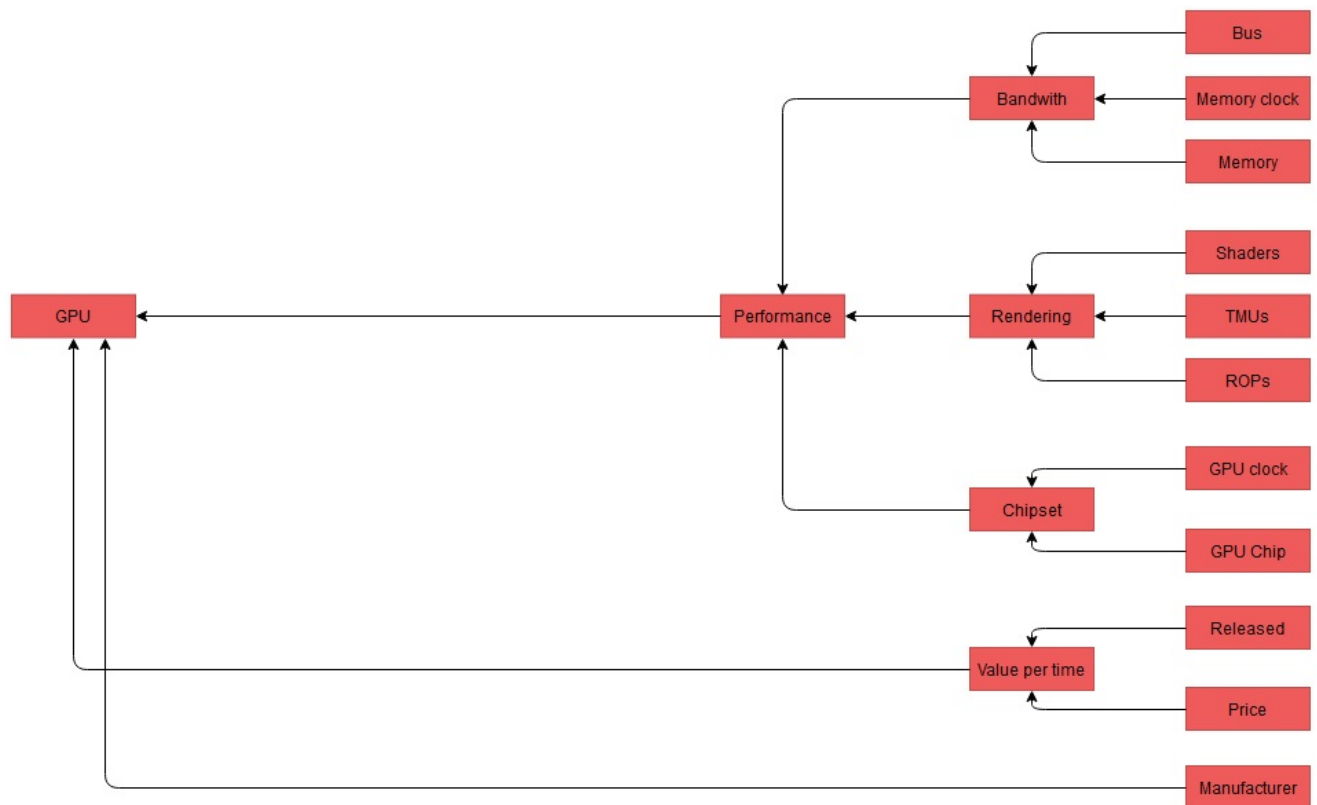 Bus
Bandwith
Memory clock
Memory
Shaders
GPU
Performance
Rendering
TMUs
ROPs
GPU clock
Chipset
GPU Chip
Released
Value per time
Price
Manufacturer